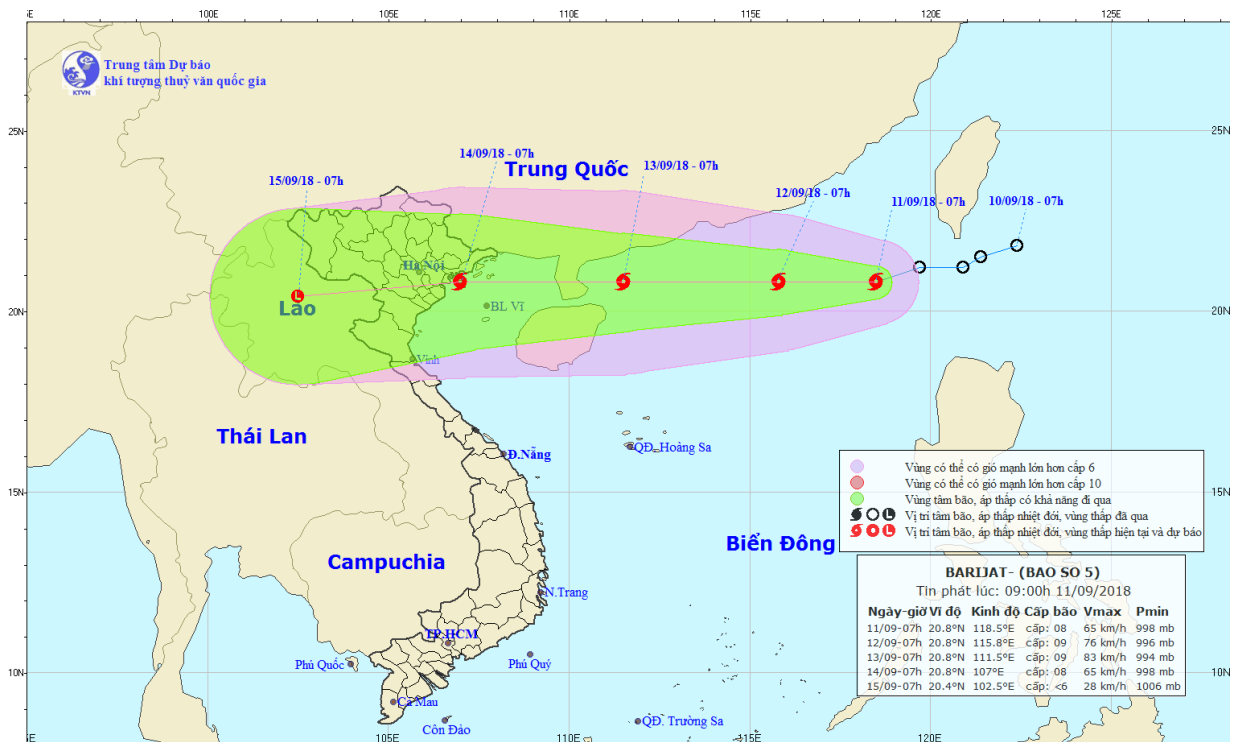 E
100E
105E
110E
115E
120E
125E
Trung tâm Dự báo
khí tượng thuỷ văn quốc gia
KTVN
25N
25N
14/09/18 - 07h
Trung Quốc
13/09/18 - 07h
15/09/18 - 07h
12/09/18 - 07h
11/09/18 - 07h
10/09/18 - 07h
Hà Nội
L
Lào
BL Vĩ
20N
20N
Vinh
Thái Lan
Đ.Nẵng
QĐ. Hoàng Sa
15N
15N
Biển Đông
Vùng có thể có gió mạnh lớn hơn cấp 6
Vùng có thể có gió mạnh lớn hơn cấp 10
Vùng tâm bão, áp thấp có khả năng đi qua
L Vị trí tâm bão, áp thấp nhiệt đới, vùng thấp đã qua
L Vị trí tâm bão, áp thấp nhiệt đới, vùng thấp hiện tại và dự báo
Campuchia
N.Trang
TP.HCM
Phú Quốc
Phú Quý
10N
10N
Cà Mau
Côn Đảo
QĐ. Trường Sa
BARIJAT- (BAO SO 5)
Tin phát lúc: 09:00h 11/09/2018
Ngày-giờ Vĩ độ Kinh độ Cấp bão Vmax Pmin
11/09-07h 20.8°N 118.5°E cấp: 08 65 km/h 998 mb
12/09-07h 20.8°N 115.8°E cấp: 09 76 km/h 996 mb
13/09-07h 20.8°N 111.5°E cấp: 09 83 km/h 994 mb
14/09-07h 20.8°N 107°E cấp: 08 65 km/h 998 mb
15/09-07h 20.4°N 102.5°E cấp: <6 28 km/h 1006 mb
E
100E
105E
110E
115E
120E
125E